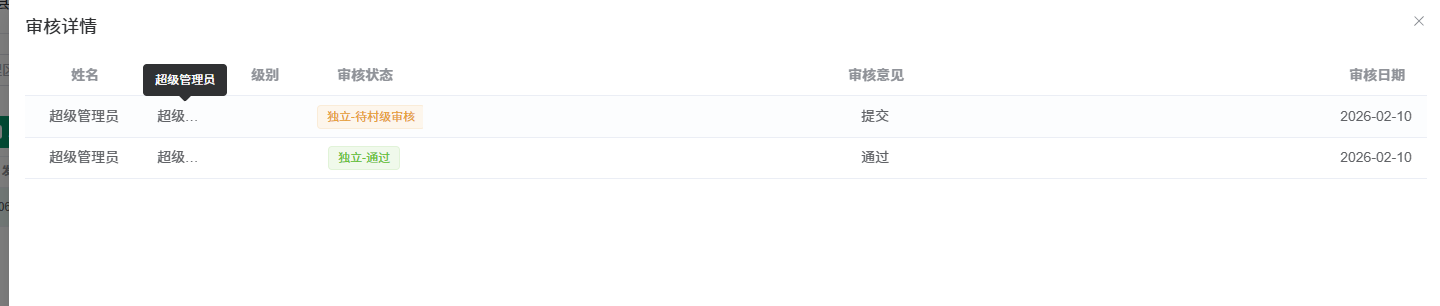 审核详情
姓名 级别 审核状态 审核意见 审核日期
超级管理员
超级管理员 超级... 独立-待村级审核 提交 2026-02-10
超级管理员 超级... 独立-通过 通过 2026-02-10